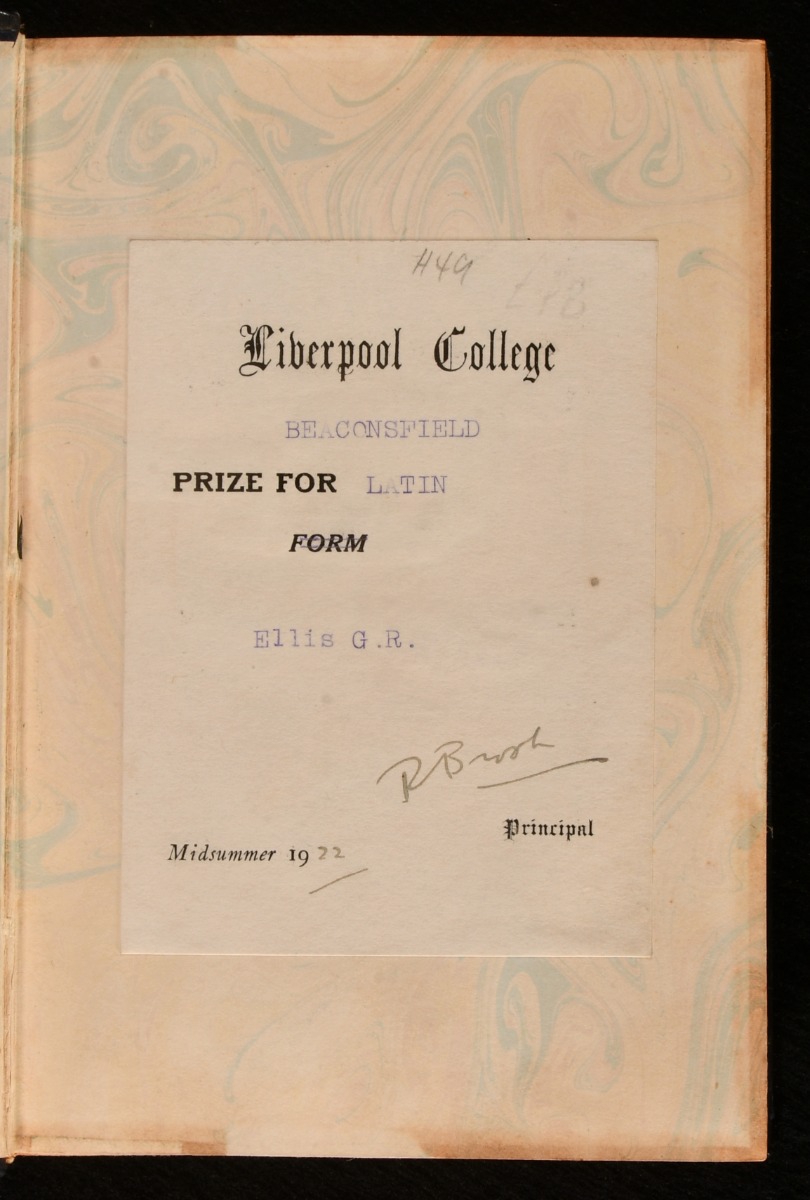 H49
Liverpool College
BEACONSFIELD
PRIZE FOR LATIN
FORM
Ellis G.R.
Principal
Midsummer 1922